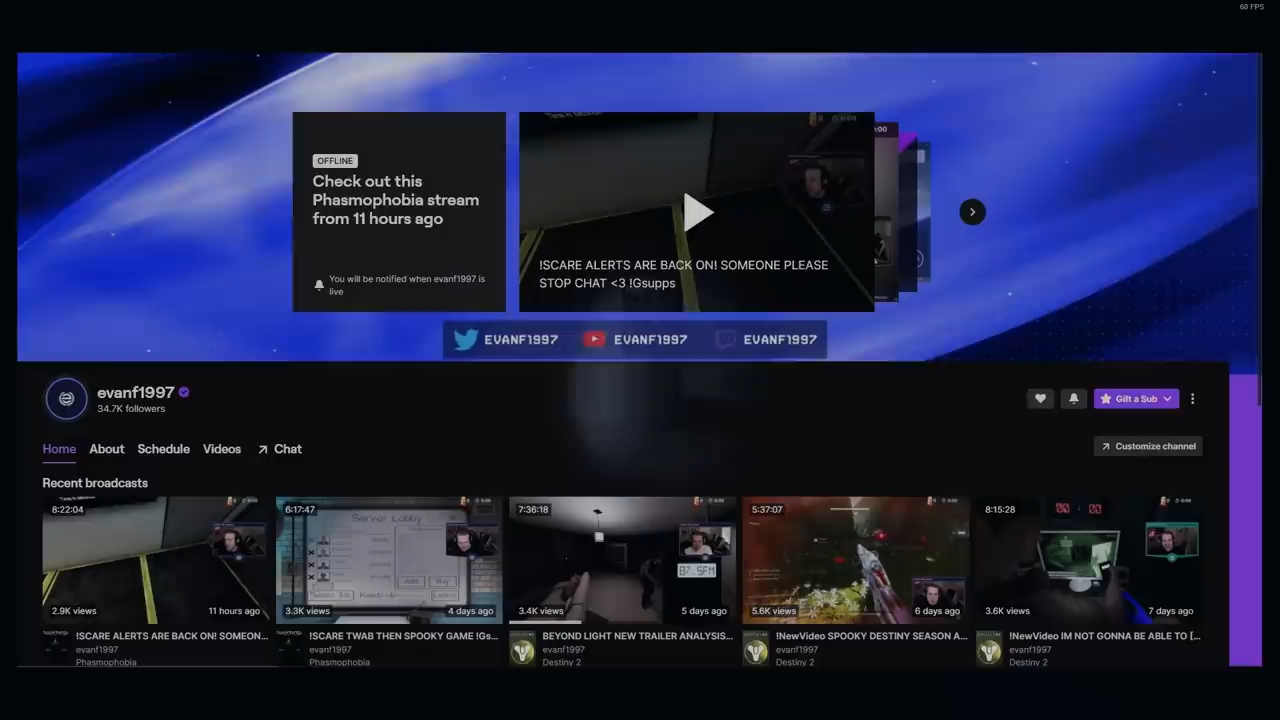 60 FPS
OFFLINE
Check out this
Phasmophobia stream
from 11 hours ago
You will be notified when evanf1997 is
live
!SCARE ALERTS ARE BACK ON! SOMEONE PLEASE
STOP CHAT <3 !Gsupps
EVANF1997
EVANF1997
EVANF1997
evanf1997
34.7K followers
Gift a Sub
Home
About
Schedule
Videos
Chat
Customize channel
Recent broadcasts
8:22:04
2.9K views
11 hours ago
!SCARE ALERTS ARE BACK ON! SOMEON...
evanf1997
Phasmophobia
6:17:47
Server Lobby
3.3K views
4 days ago
!SCARE TWAB THEN SPOOKY GAME !Gs...
evanf1997
Phasmophobia
7:36:18
87.5FM
3.4K views
5 days ago
BEYOND LIGHT NEW TRAILER ANALYSIS...
evanf1997
Destiny 2
5:37:07
5.6K views
6 days ago
!NewVideo SPOOKY DESTINY SEASON A...
evanf1997
Destiny 2
8:15:28
3.6K views
7 days ago
!NewVideo IM NOT GONNA BE ABLE TO [...
evanf1997
Destiny 2